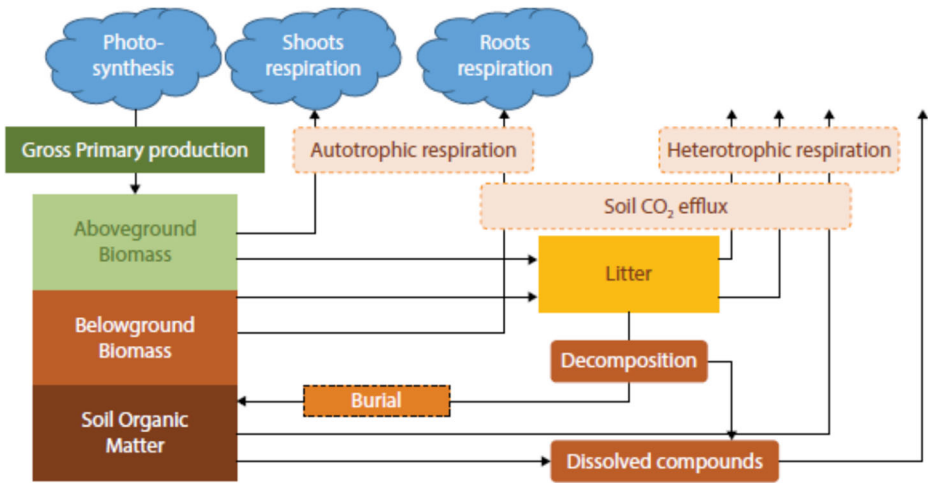 Photo-
synthesis
Shoots
respiration
Roots
respiration
Gross Primary production
Autotrophic respiration
Heterotrophic respiration
Soil CO₂ efflux
Aboveground
Biomass
Litter
Belowground
Biomass
Decomposition
Burial
Soil Organic
Matter
Dissolved compounds